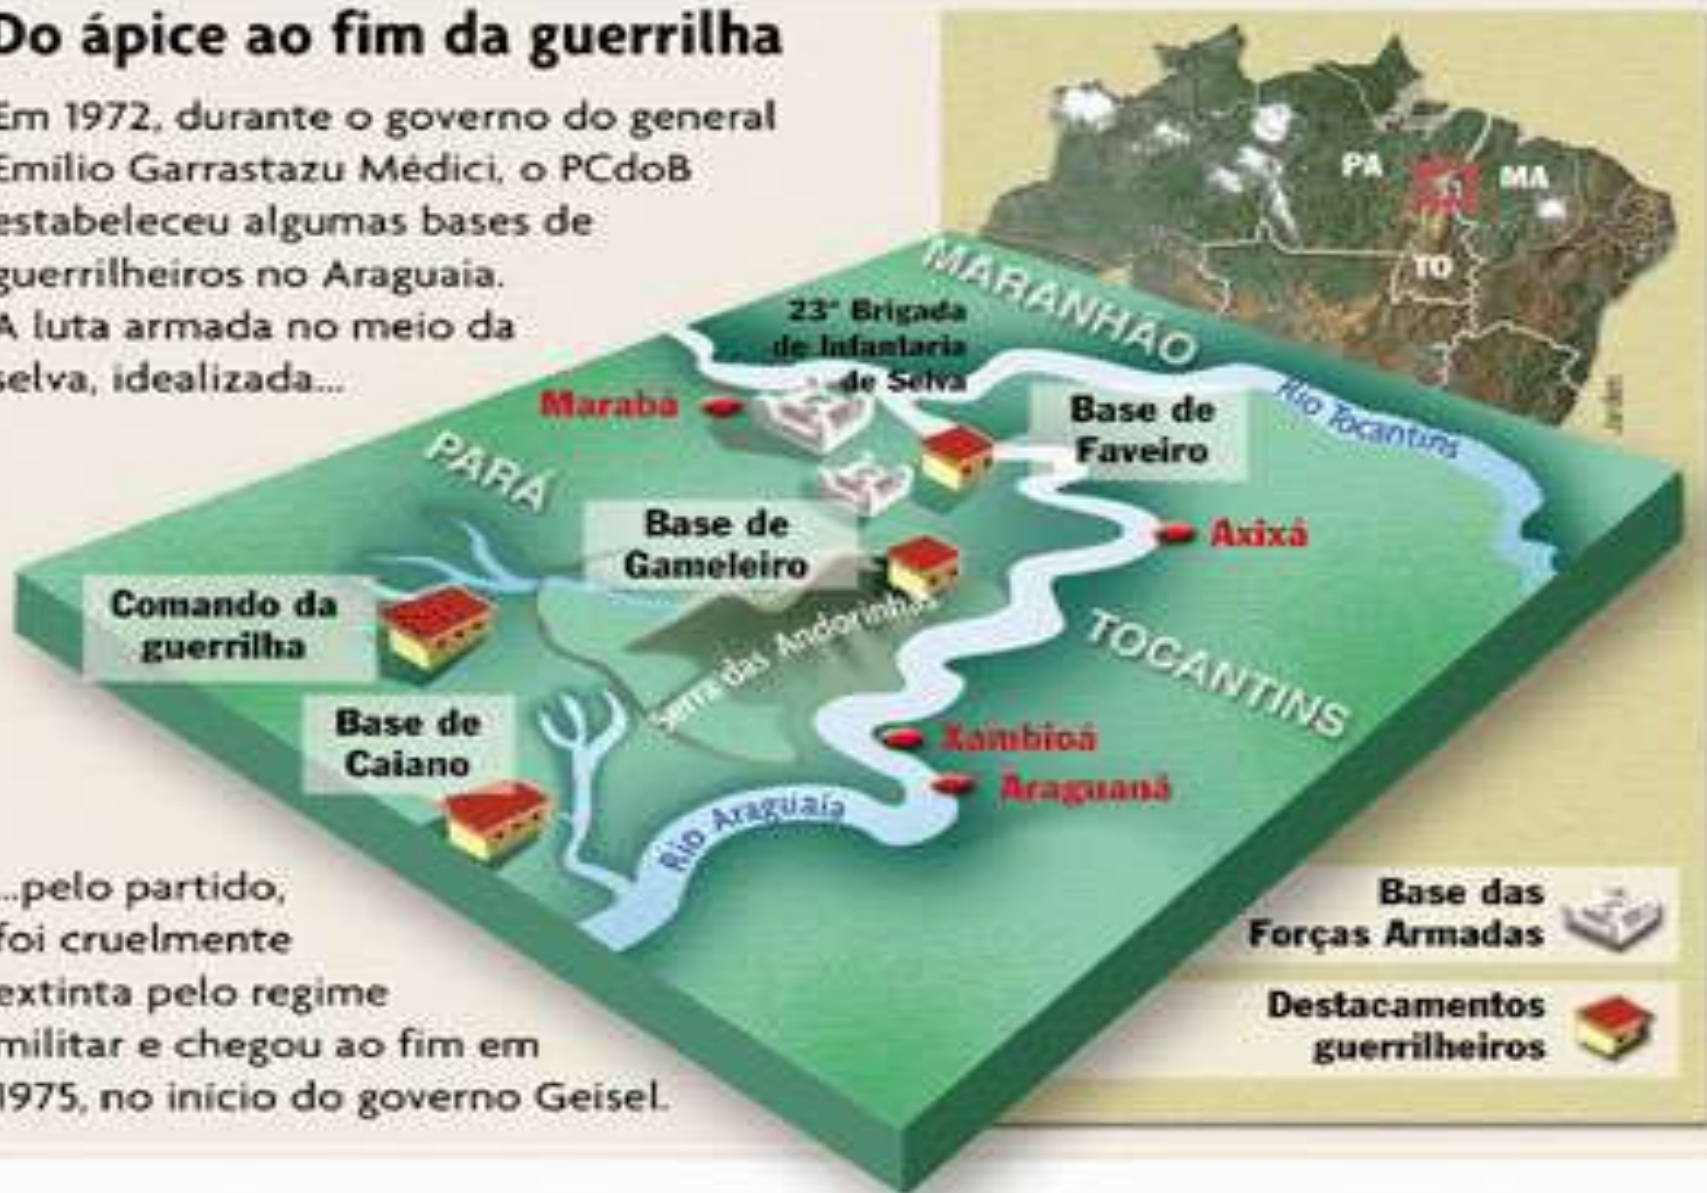 Do ápice ao fim da guerrilha
Em 1972, durante o governo do general
Emílio Garrastazu Médici, o PCdoB
estabeleceu algumas bases de
guerrilheiros no Araguaia.
A luta armada no meio da
selva, idealizada...
...pelo partido,
foi cruelmente
extinta pelo regime
militar e chegou ao fim em
1975, no início do governo Geisel.
PA
MA
TO
MARANHÃO
23ª Brigada
de Infantaria
de Selva
Marabá
Base de
Faveiro
Rio Tocantins
PARÁ
Base de
Gameleiro
Axixá
Comando da
guerrilha
Serra das Andorinhas
TOCANTINS
Base de
Caiano
Xambioá
Araguanã
Rio Araguaia
Base das
Forças Armadas
Destacamentos
guerrilheiros